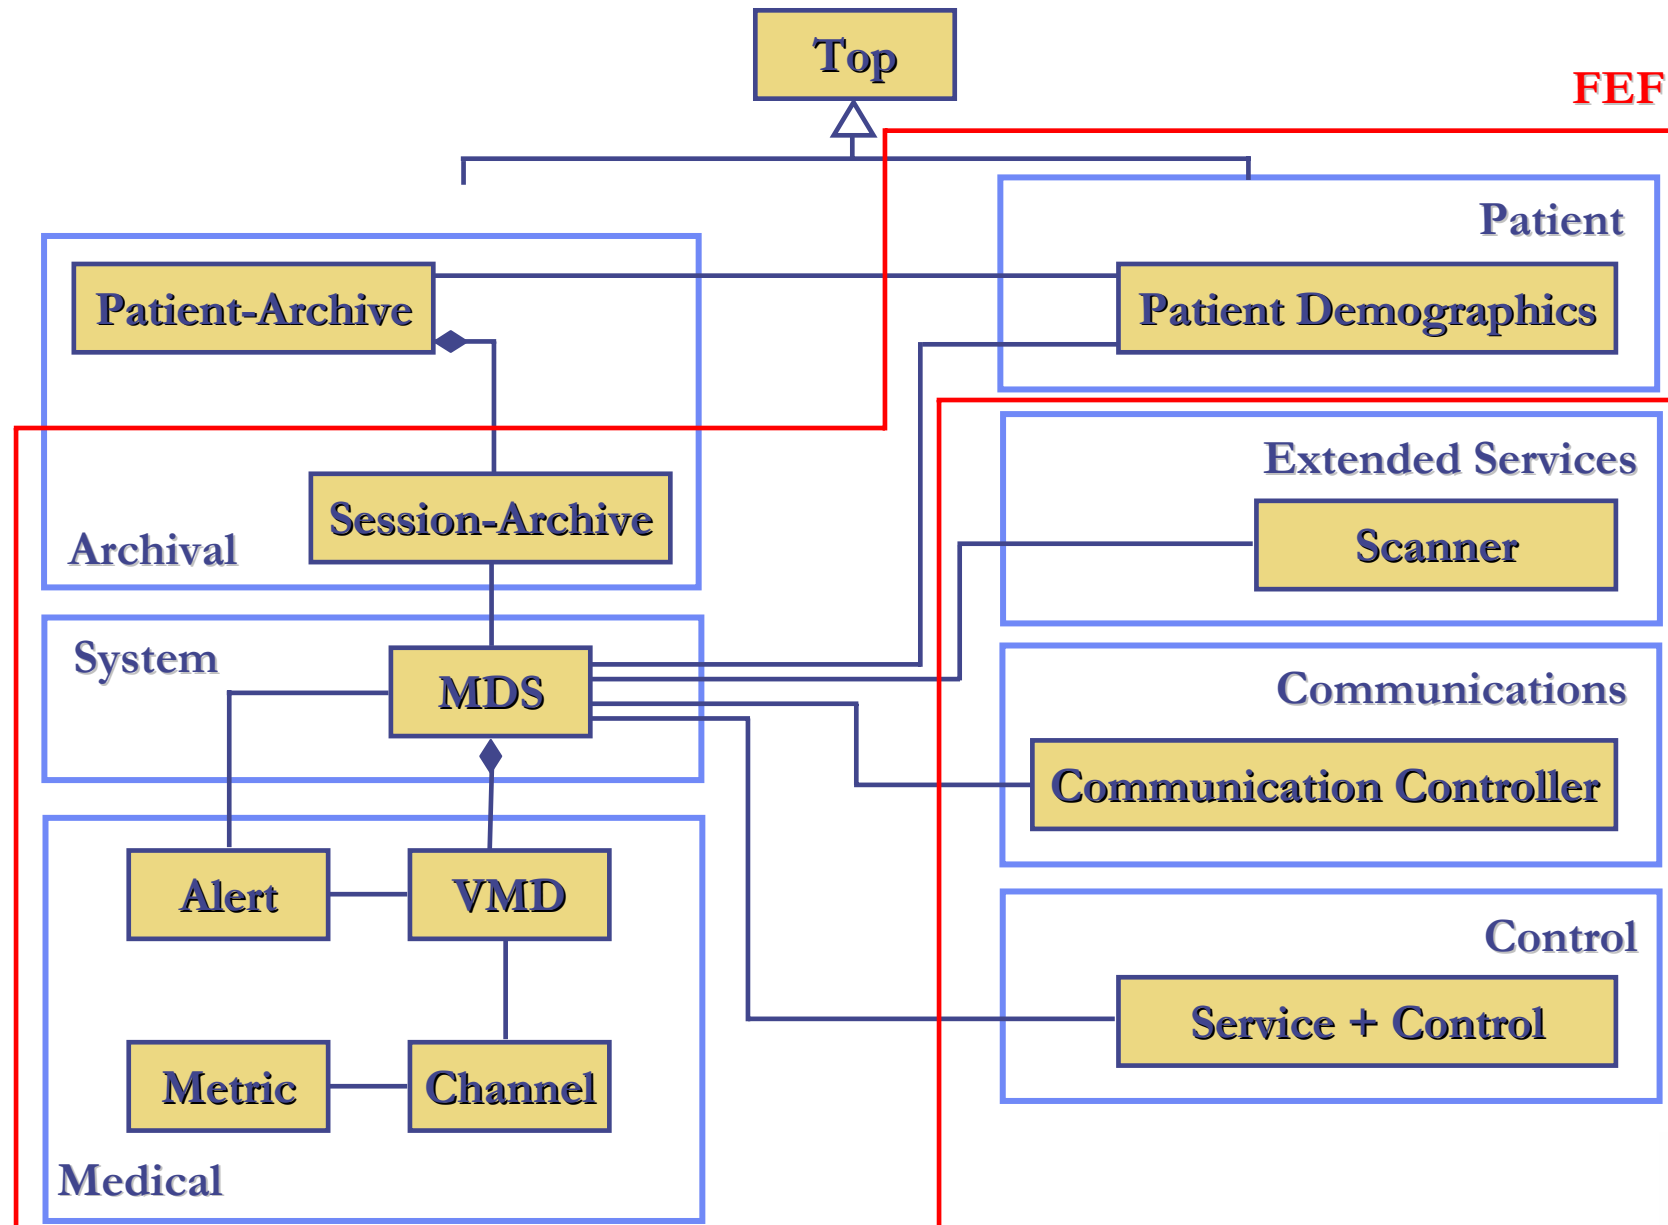 Top
FEF
Patient
Patient-Archive
Patient Demographics
Extended Services
Session-Archive
Scanner
Archival
System
MDS
Communications
Communication Controller
Alert
VMD
Control
Service + Control
Metric
Channel
Medical